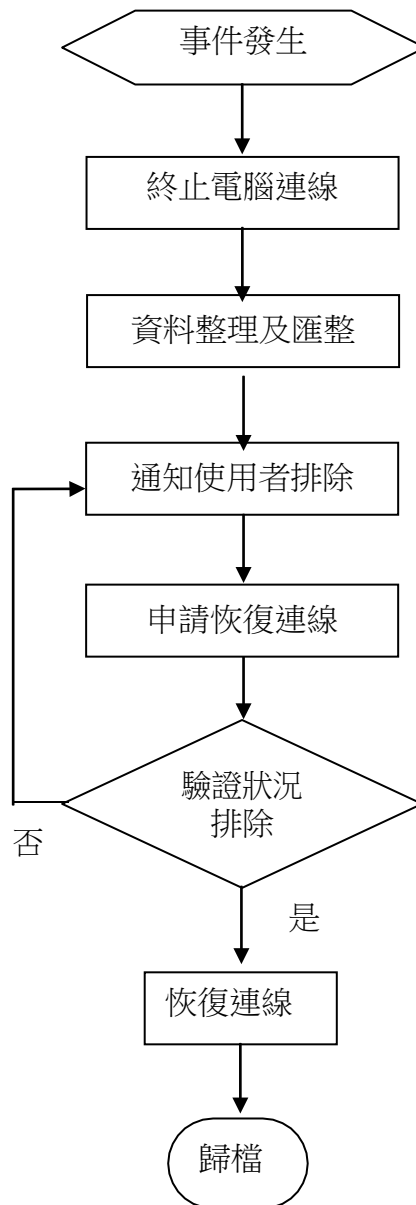 事件發生
終止電腦連線
資料整理及匯整
通知使用者排除
申請恢復連線
驗證狀況
排除
否
是
恢復連線
歸檔